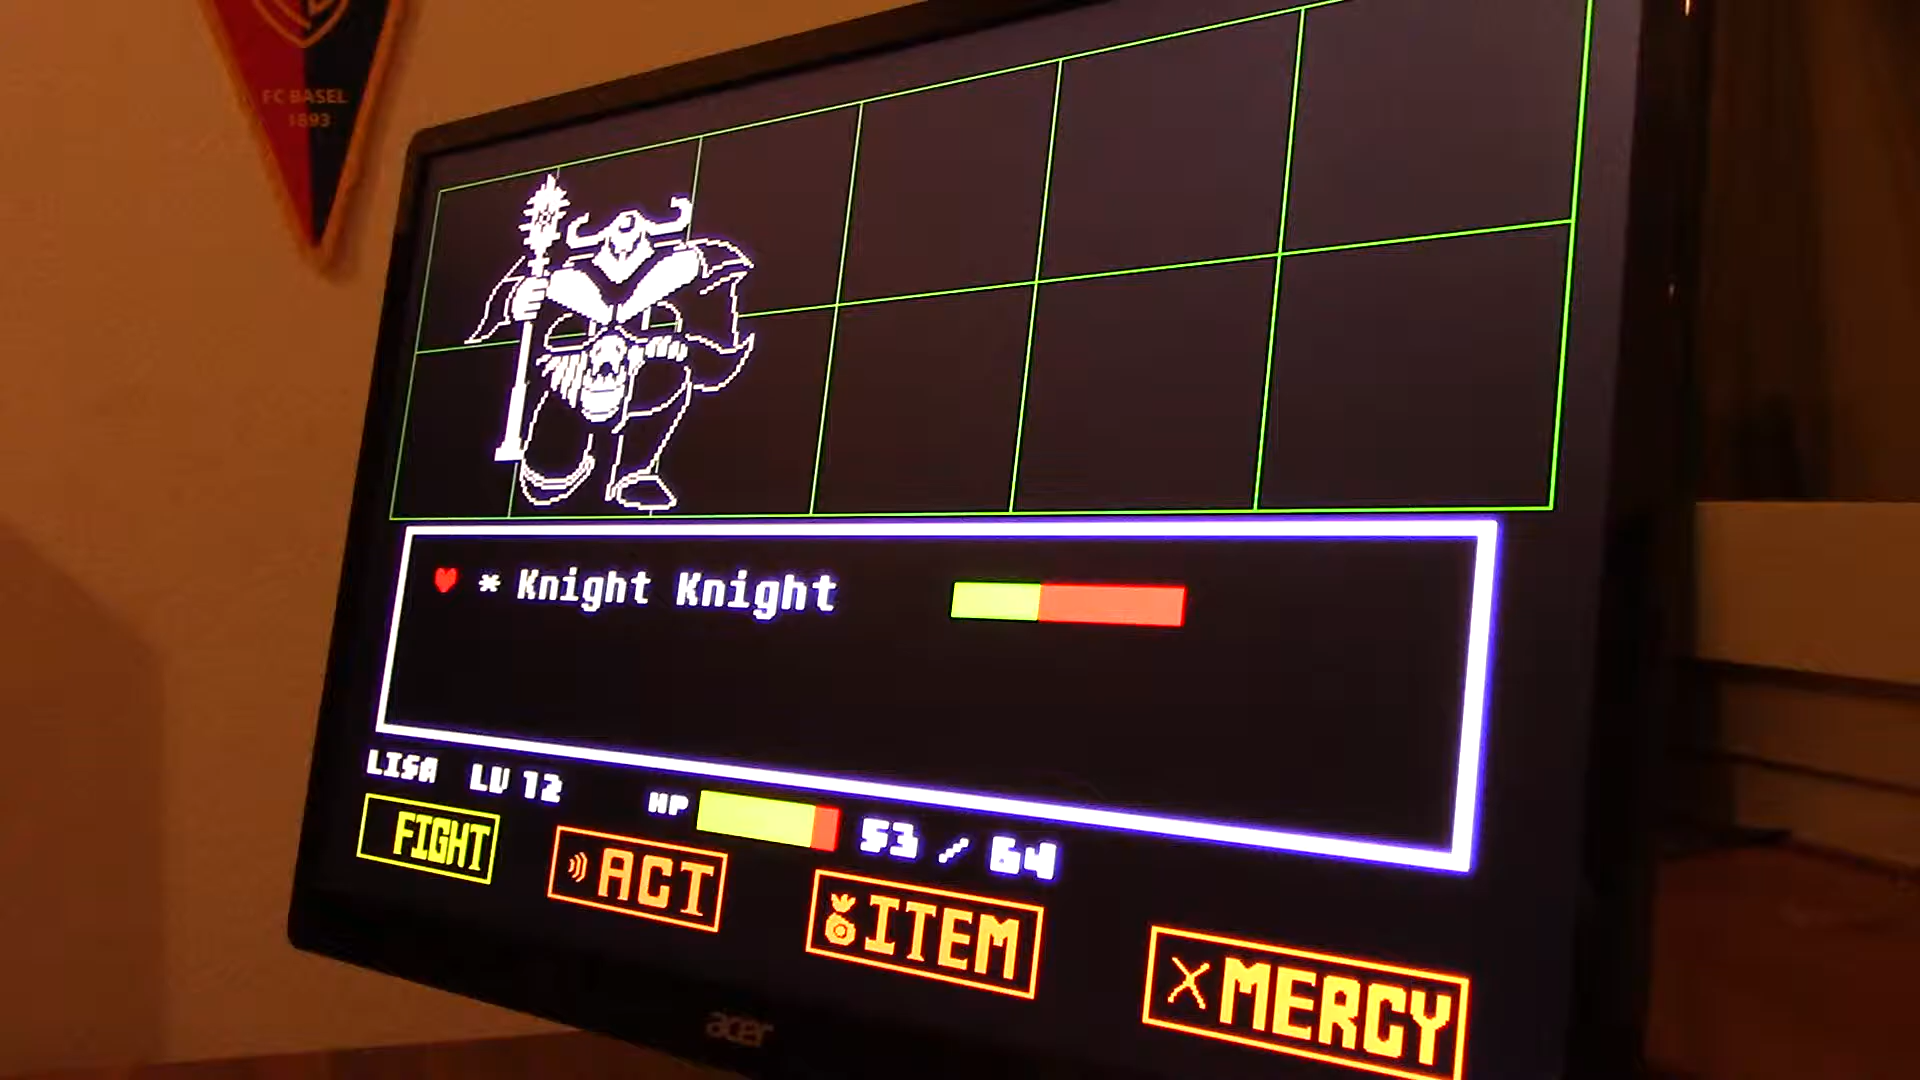 FC BASEL
1893
* Knight Knight
LISA LV 12 HP 53 / 64
FIGHT ACT ITEM MERCY
acer